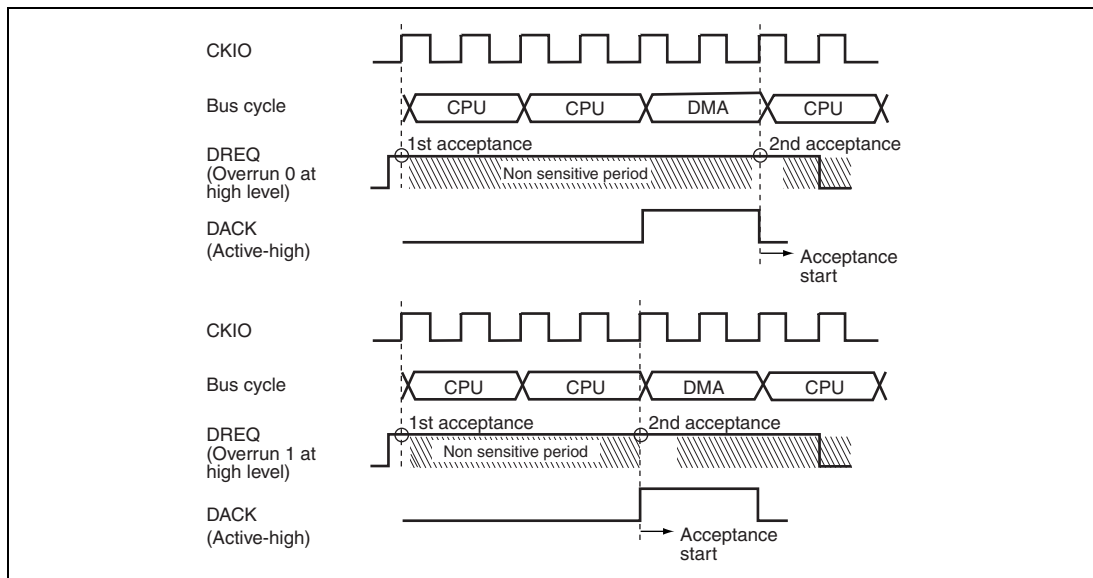 CKIO
Bus cycle
CPU CPU DMA CPU
1st acceptance 2nd acceptance
DREQ
(Overrun 0 at
high level)
Non sensitive period
DACK
(Active-high)
Acceptance
start
CKIO
Bus cycle
CPU CPU DMA CPU
1st acceptance 2nd acceptance
DREQ
(Overrun 1 at
high level)
Non sensitive period
DACK
(Active-high)
Acceptance
start